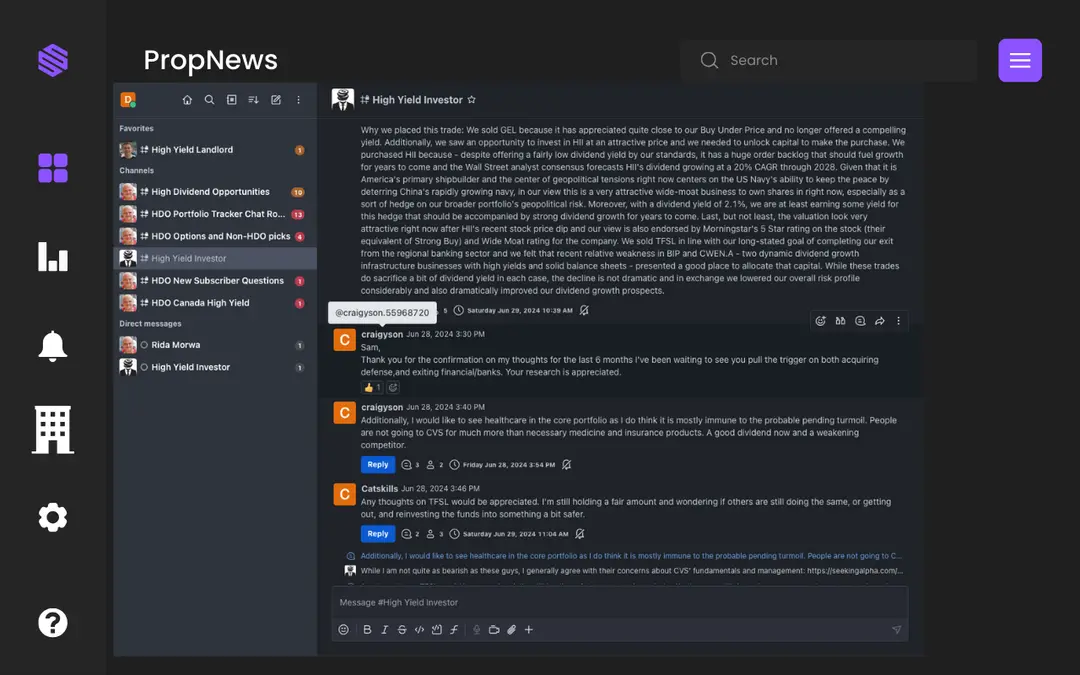 PropNews
Search
D
Favorites
# High Yield Landlord 1
Channels
# High Dividend Opportunities 10
# HDO Portfolio Tracker Chat Ro... 13
# HDO Options and Non-HDO picks 4
# High Yield Investor
# HDO New Subscriber Questions 1
# HDO Canada High Yield 1
Direct messages
Rida Morwa 1
High Yield Investor 1
# High Yield Investor
Why we placed this trade: We sold GEL because it has appreciated quite close to our Buy Under Price and no longer offered a compelling
yield. Additionally, we saw an opportunity to invest in HII at an attractive price and we needed to unlock capital to make the purchase. We
purchased HII because - despite offering a fairly low dividend yield by our standards, it has a huge order backlog that should fuel growth
for years to come and the Wall Street analyst consensus forecasts HII's dividend growing at a 20% CAGR through 2028. Given that it is
America's primary shipbuilder and the center of geopolitical tensions right now centers on the US Navy's ability to keep the peace by
deterring China's rapidly growing navy, in our view this is a very attractive wide-moat business to own shares in right now, especially as a
sort of hedge on our broader portfolio's geopolitical risk. Moreover, with a dividend yield of 2.1%, we are at least earning some yield for
this hedge that should be accompanied by strong dividend growth for years to come. Last, but not least, the valuation look very
attractive right now after HII's recent stock price dip and our view is also endorsed by Morningstar's 5 Star rating on the stock (their
equivalent of Strong Buy) and Wide Moat rating for the company. We sold TFSL in line with our long-stated goal of completing our exit
from the regional banking sector and we felt that recent relative weakness in BIP and CWEN.A - two dynamic dividend growth
infrastructure businesses with high yields and solid balance sheets - presented a good place to allocate that capital. While these trades
do sacrifice a bit of dividend yield in each case, the decline is not dramatic and in exchange we lowered our overall risk profile
considerably and also dramatically improved our dividend growth prospects.
@craigyson.55968720
5 Saturday Jun 29, 2024 10:39 AM
C
craigyson Jun 28, 2024 3:30 PM
Sam,
Thank you for the confirmation on my thoughts for the last 6 months I've been waiting to see you pull the trigger on both acquiring
defense,and exiting financial/banks. Your research is appreciated.
👍 1
C
craigyson Jun 28, 2024 3:40 PM
Additionally, I would like to see healthcare in the core portfolio as I do think it is mostly immune to the probable pending turmoil. People
are not going to CVS for much more than necessary medicine and insurance products. A good dividend now and a weakening
competitor.
Reply 3 2 Friday Jun 28, 2024 3:54 PM
C
Catskills Jun 28, 2024 3:46 PM
Any thoughts on TFSL would be appreciated. I'm still holding a fair amount and wondering if others are still doing the same, or getting
out, and reinvesting the funds into something a bit safer.
Reply 2 3 Saturday Jun 29, 2024 11:04 AM
Additionally, I would like to see healthcare in the core portfolio as I do think it is mostly immune to the probable pending turmoil. People are not going to C...
While I am not quite as bearish as these guys, I generally agree with their concerns about CVS' fundamentals and management: https://seekingalpha.com/...
Message #High Yield Investor
B I S </> f +